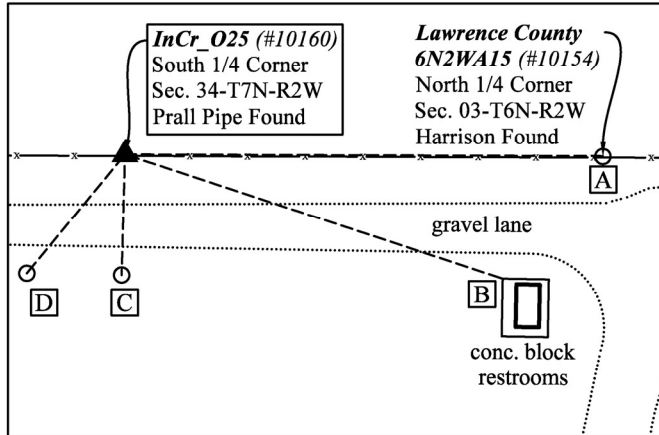 InCr_O25 (#10160)
South 1/4 Corner
Sec. 34-T7N-R2W
Prall Pipe Found
Lawrence County
6N2WA15 (#10154)
North 1/4 Corner
Sec. 03-T6N-R2W
Harrison Found
A
gravel lane
D
C
B
conc. block
restrooms